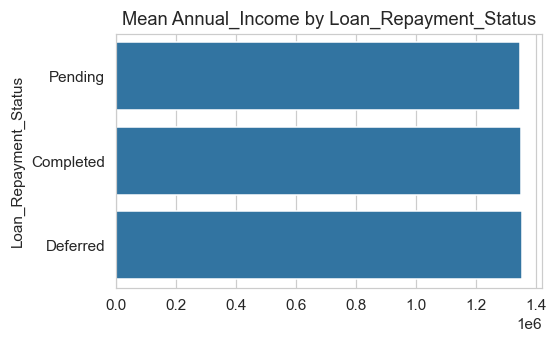 Mean Annual_Income by Loan_Repayment_Status
Loan_Repayment_Status
Pending
Completed
Deferred
0.0 0.2 0.4 0.6 0.8 1.0 1.2 1.4
1e6